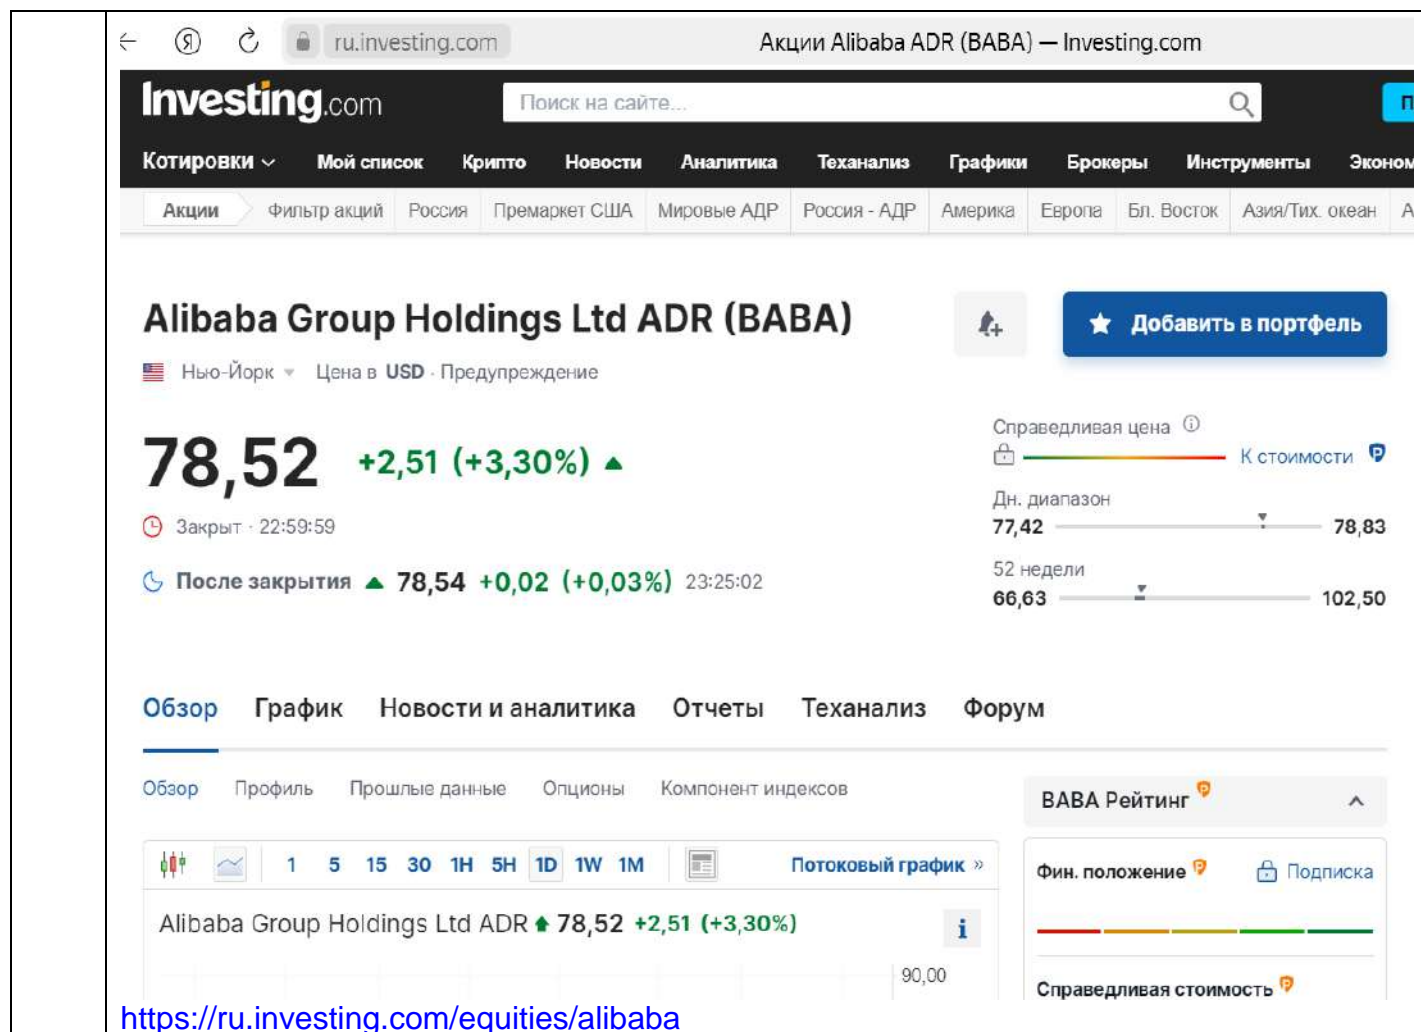 ru.investing.com Акции Alibaba ADR (BABA) — Investing.com
Investing.com Поиск на сайте...
Котировки Мой список Крипто Новости Аналитика Теханализ Графики Брокеры Инструменты Эконом
Акции Фильтр акций Россия Премаркет США Мировые АДР Россия - АДР Америка Европа Бл. Восток Азия/Тих. океан
Alibaba Group Holdings Ltd ADR (BABA)
Добавить в портфель
Нью-Йорк Цена в USD · Предупреждение
78,52 +2,51 (+3,30%)
Справедливая цена
К стоимости
Закрыт · 22:59:59
Дн. диапазон
77,42 78,83
После закрытия 78,54 +0,02 (+0,03%) 23:25:02
52 недели
66,63 102,50
Обзор График Новости и аналитика Отчеты Теханализ Форум
Обзор Профиль Прошлые данные Опционы Компонент индексов
BABA Рейтинг
1 5 15 30 1H 5H 1D 1W 1M Потоковый график »
Фин. положение Подписка
Alibaba Group Holdings Ltd ADR 78,52 +2,51 (+3,30%)
90,00
Справедливая стоимость
https://ru.investing.com/equities/alibaba